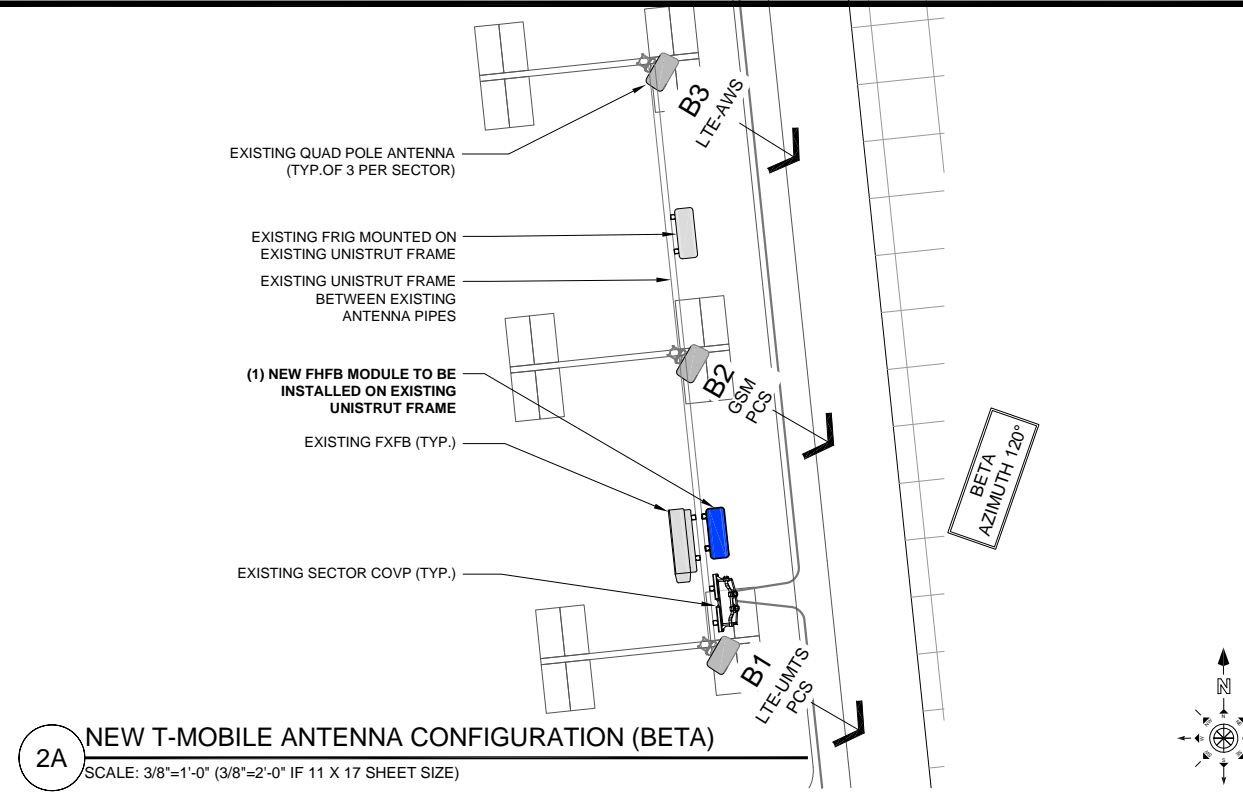 B3
LTE-AWS
EXISTING QUAD POLE ANTENNA
(TYP.OF 3 PER SECTOR)
EXISTING FRIG MOUNTED ON
EXISTING UNISTRUT FRAME
EXISTING UNISTRUT FRAME
BETWEEN EXISTING
ANTENNA PIPES
(1) NEW FHFB MODULE TO BE
INSTALLED ON EXISTING
UNISTRUT FRAME
B2
GSM
PCS
EXISTING FXFB (TYP.)
BETA
AZIMUTH 120°
EXISTING SECTOR COVP (TYP.)
B1
LTE-UMTS
PCS
N
2A
NEW T-MOBILE ANTENNA CONFIGURATION (BETA)
SCALE: 3/8"=1'-0" (3/8"=2'-0" IF 11 X 17 SHEET SIZE)